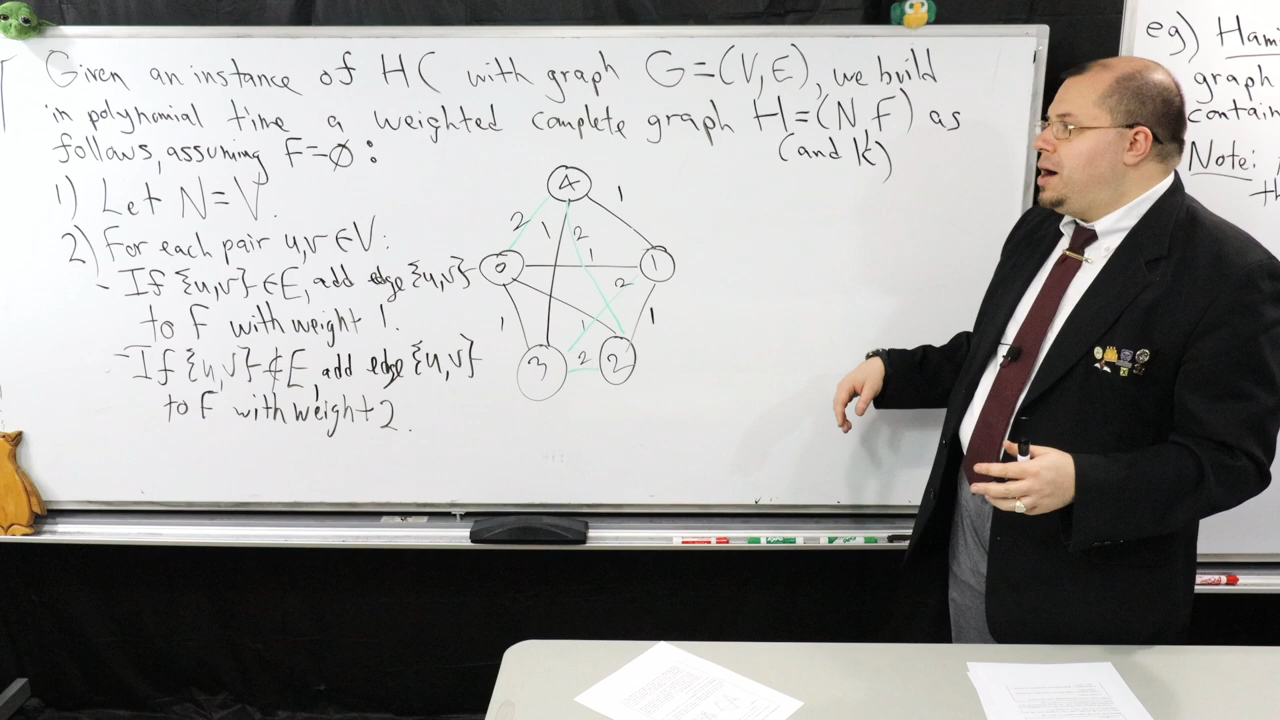 Given an instance of HC with graph G=(V,E), we build
in polynomial time a weighted complete graph H=(N,F) as
follows, assuming F=∅: (and K)
1) Let N=V.
2) For each pair u,v∈V:
- If {u,v}∈E, add edge {u,v}
to F with weight 1.
- If {u,v}∉E, add edge {u,v}
to F with weight 2.
4
1
2
1
2
0
1
1
2
1
1
1
3
2
2
eg) Hami
graph
contain
Note:
th